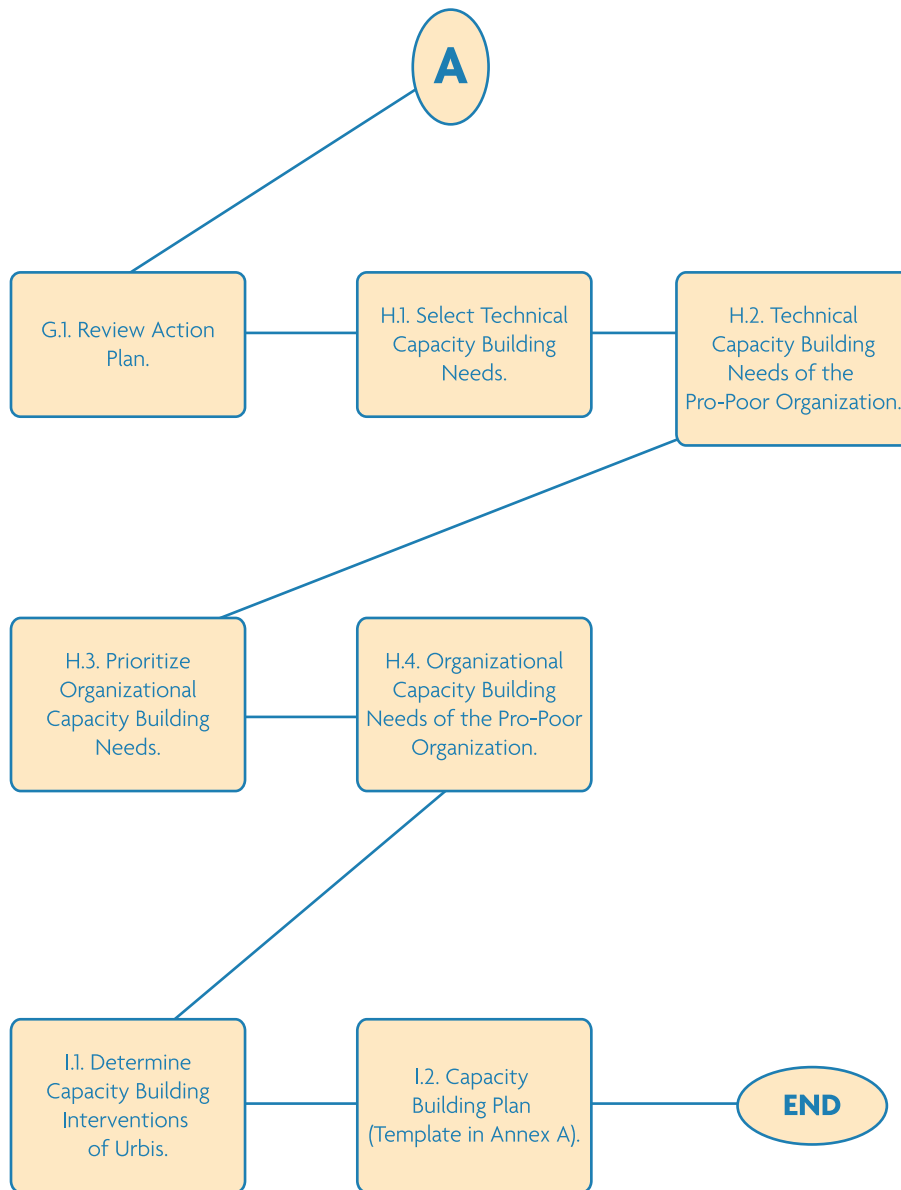 A
G.1. Review Action
Plan.
H.1. Select Technical
Capacity Building
Needs.
H.2. Technical
Capacity Building
Needs of the
Pro-Poor Organization.
H.3. Prioritize
Organizational
Capacity Building
Needs.
H.4. Organizational
Capacity Building
Needs of the Pro-Poor
Organization.
I.1. Determine
Capacity Building
Interventions
of Urbis.
I.2. Capacity
Building Plan
(Template in Annex A).
END